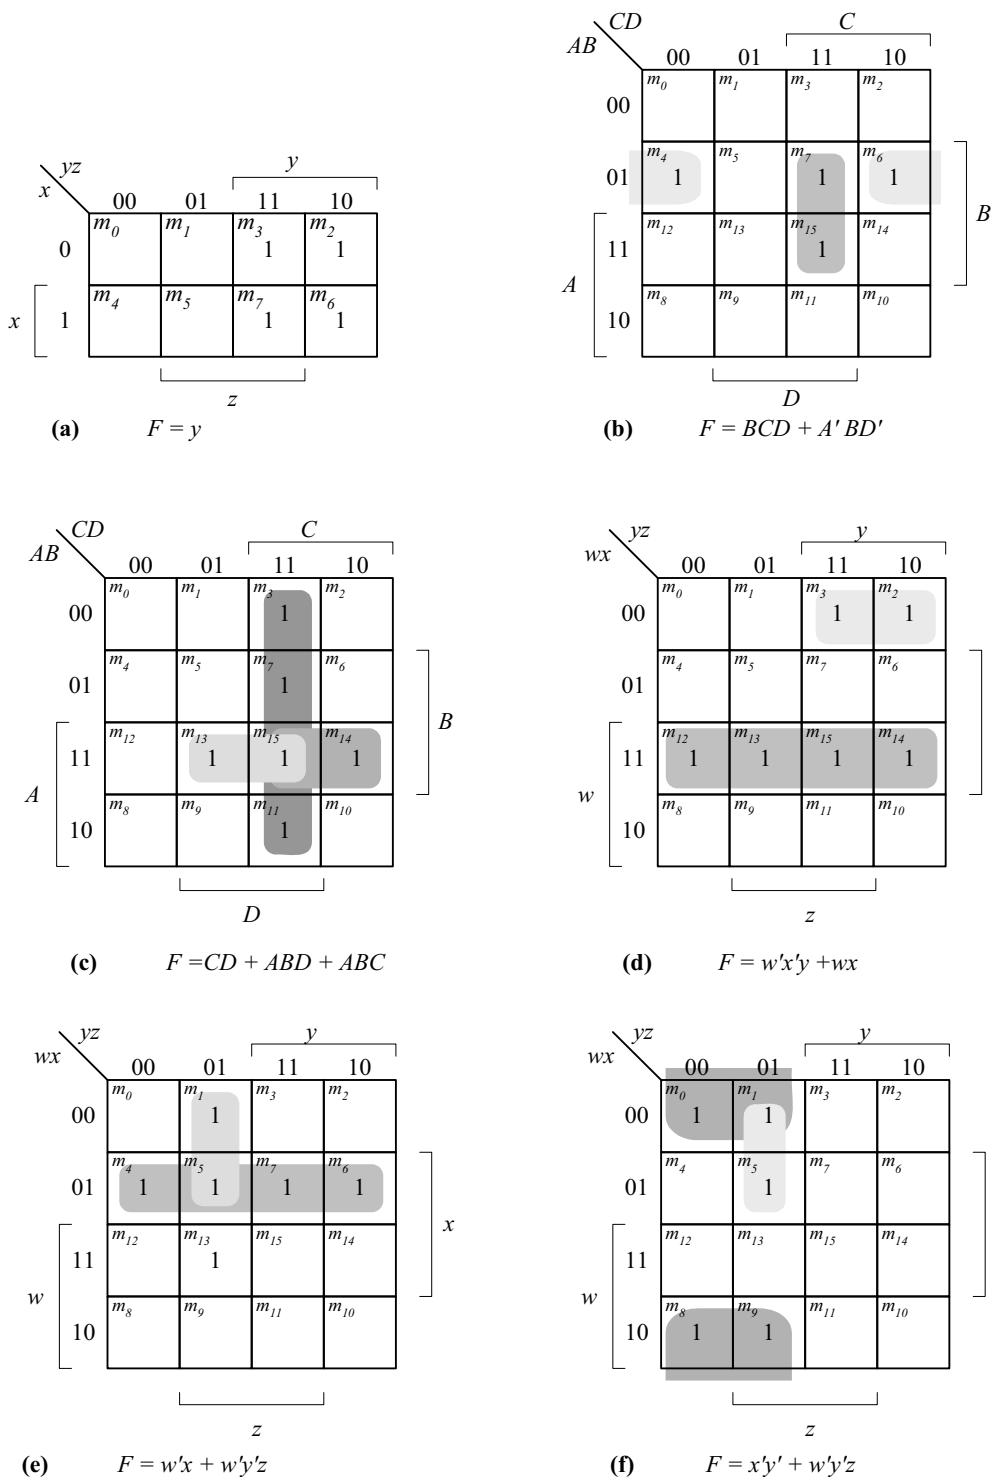 yz
y
x
00 01 11 10
m0 m1 m3 m2
0 1 1
m4 m5 m7 m6
x 1 1 1
z
(a) F = y
CD
C
AB
00 01 11 10
m0 m1 m3 m2
00
m4 m5 m7 m6
01 1 1 1
B
m12 m13 m15 m14
11 1
A
m8 m9 m11 m10
10
D
(b) F = BCD + A'BD'
CD
C
AB
00 01 11 10
m0 m1 m3 m2
00 1
m4 m5 m7 m6
01 1
B
m12 m13 m15 m14
11 1 1 1
A
m8 m9 m11 m10
10 1
D
(c) F =CD + ABD + ABC
yz
y
wx
00 01 11 10
m0 m1 m3 m2
00 1 1
m4 m5 m7 m6
01
m12 m13 m15 m14
11 1 1 1 1
w
m8 m9 m11 m10
10
z
(d) F = w'x'y +wx
yz
y
wx
00 01 11 10
m0 m1 m3 m2
00 1
m4 m5 m7 m6
01 1 1 1 1
x
m12 m13 m15 m14
11 1
w
m8 m9 m11 m10
10
z
(e) F = w'x + w'y'z
yz
y
wx
00 01 11 10
m0 m1 m3 m2
00 1 1
m4 m5 m7 m6
01 1
m12 m13 m15 m14
11
w
m8 m9 m11 m10
10 1 1
z
(f) F = x'y' + w'y'z